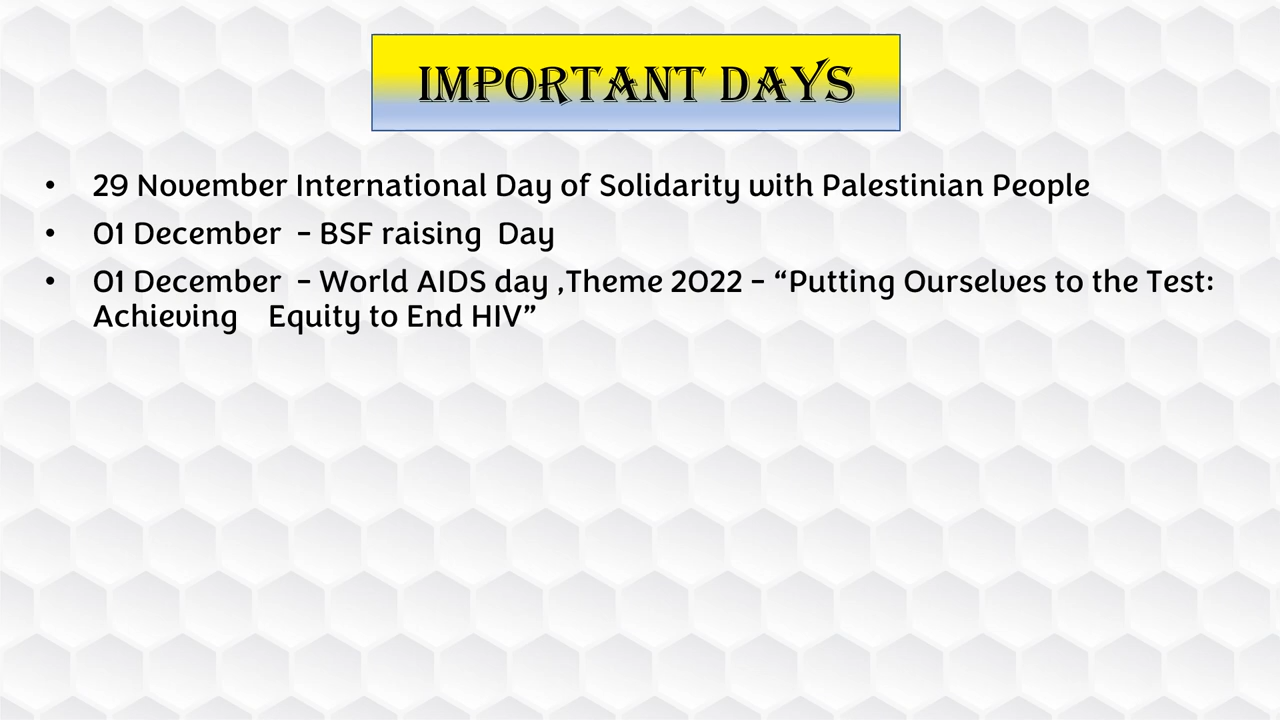 IMPORTANT DAYS
• 29 November International Day of Solidarity with Palestinian People
• 01 December – BSF raising Day
• 01 December – World AIDS day ,Theme 2022 – “Putting Ourselves to the Test:
Achieving Equity to End HIV”